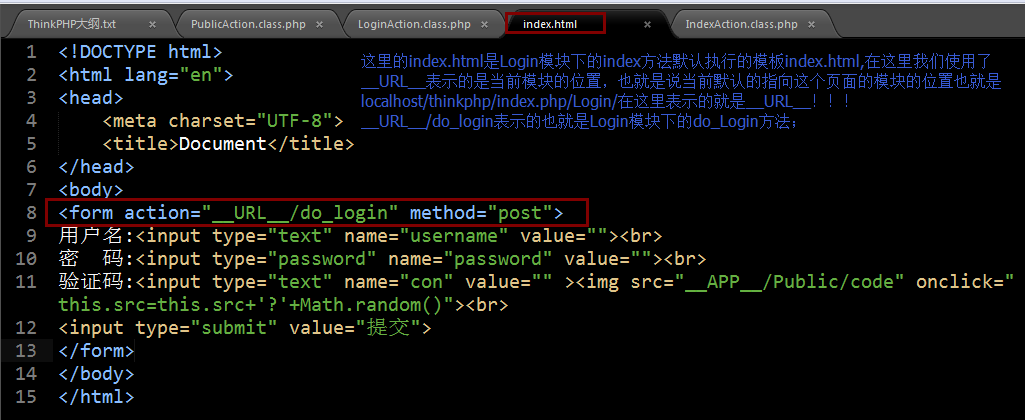 ThinkPHP大纲.txt × PublicAction.class.php × LoginAction.class.php × index.html × IndexAction.class.php ×
这里的index.html是Login模块下的index方法默认执行的模板index.html,在这里我们使用了
__URL__表示的是当前模块的位置，也就是说当前默认的指向这个页面的模块的位置也就是
localhost/thinkphp/index.php/Login/在这里表示的就是__URL__！！！
__URL__/do_login表示的也就是Login模块下的do_Login方法；
1 <!DOCTYPE html>
2 <html lang="en">
3 <head>
4 <meta charset="UTF-8">
5 <title>Document</title>
6 </head>
7 <body>
8 <form action="__URL__/do_login" method="post">
9 用户名:<input type="text" name="username" value=""><br>
10 密  码:<input type="password" name="password" value=""><br>
11 验证码:<input type="text" name="con" value="" ><img src="__APP__/Public/code" onclick="
this.src=this.src+'?'+Math.random()"><br>
12 <input type="submit" value="提交">
13 </form>
14 </body>
15 </html>